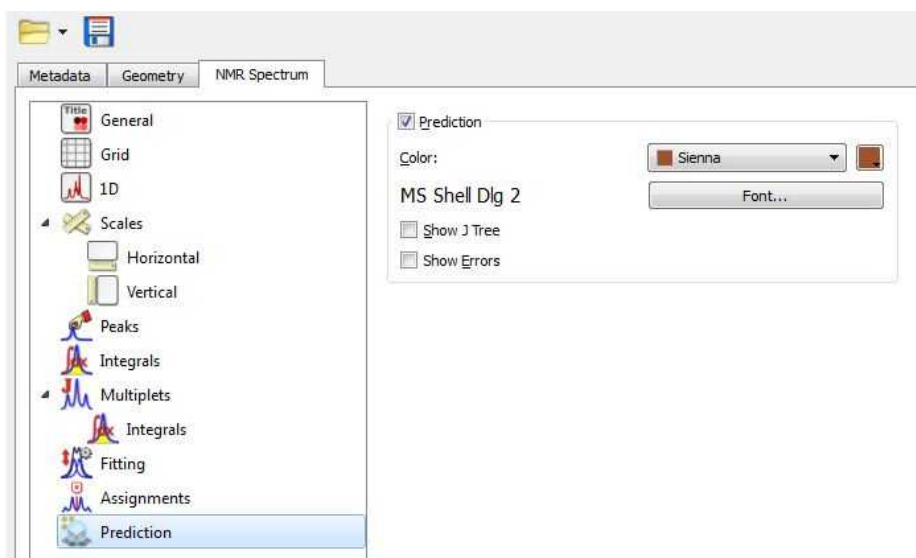 Metadata
Geometry
NMR Spectrum
Title
General
Grid
1D
Scales
Horizontal
Vertical
Peaks
Integrals
Multiplets
Integrals
Fitting
Assignments
Prediction
Prediction
Color:
Sienna
MS Shell Dlg 2
Font...
Show J Tree
Show Errors